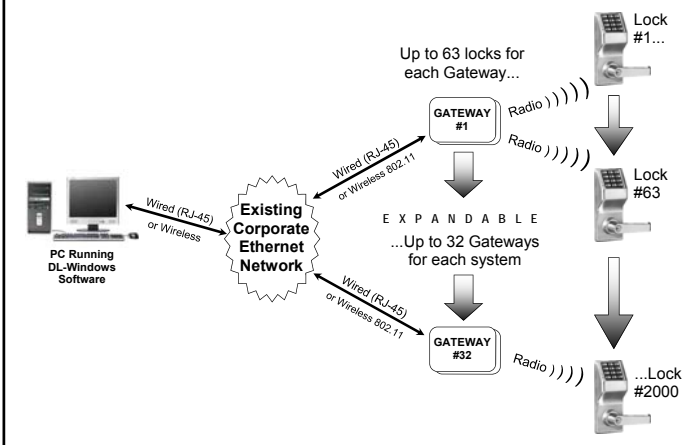 Lock
#1...
Up to 63 locks for
each Gateway...
Radio ) ) ) ) )
GATEWAY
#1
Radio ) ) ) ) )
Wired (RJ-45)
or Wireless 802.11
Lock
#63
Wired (RJ-45)
or Wireless
Existing
Corporate
Ethernet
Network
E X P A N D A B L E
...Up to 32 Gateways
for each system
PC Running
DL-Windows
Software
Wired (RJ-45)
or Wireless 802.11
GATEWAY
#32
Radio ) ) ) )
...Lock
#2000